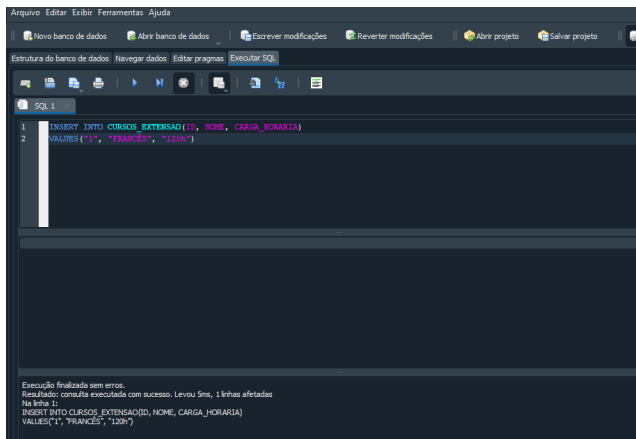 Arquivo Editar Exibir Ferramentas Ajuda
Novo banco de dados Abrir banco de dados Escrever modificações Reverter modificações Abrir projeto Salvar projeto
Estrutura do banco de dados Navegar dados Editar pragmas Executar SQL
SQL 1
1 INSERT INTO CURSOS_EXTENSAO(ID, NOME, CARGA_HORARIA)
2 VALUES("1", "FRANCÊS", "120h")
Execução finalizada sem erros.
Resultado: consulta executada com sucesso. Levou 5ms, 1 linhas afetadas
Na linha 1:
INSERT INTO CURSOS_EXTENSAO(ID, NOME, CARGA_HORARIA)
VALUES("1", "FRANCÊS", "120h")